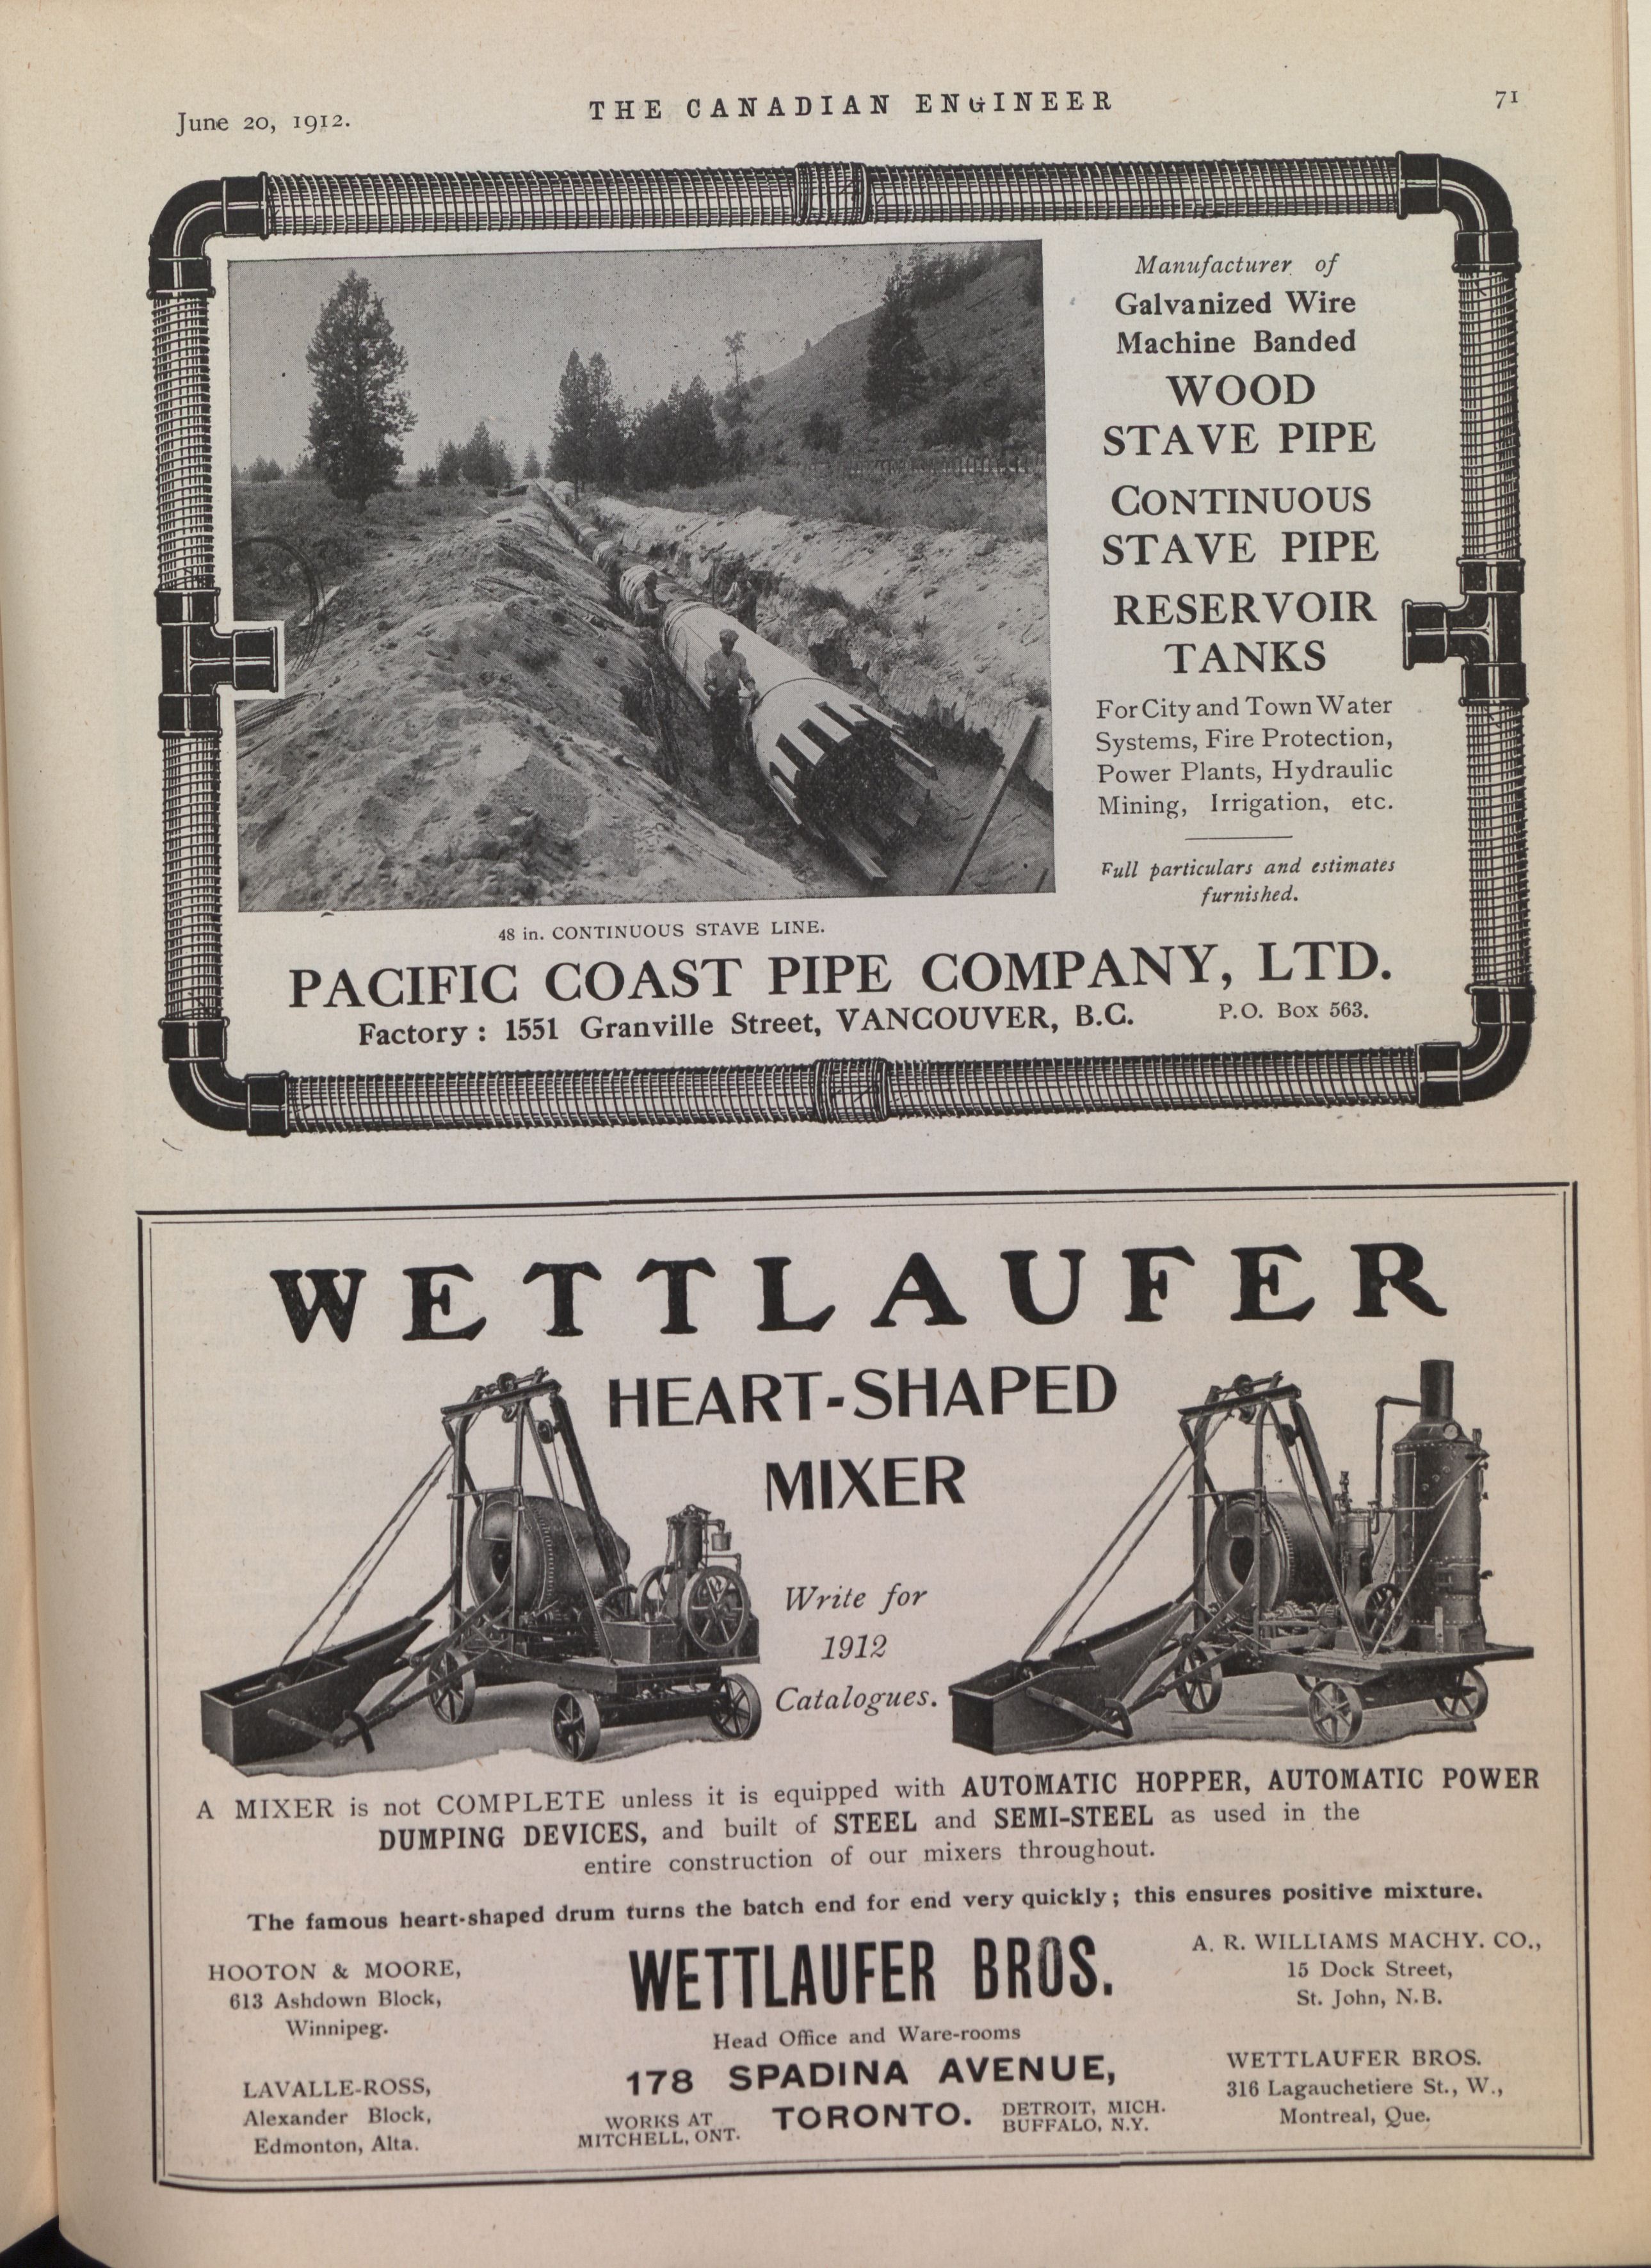 June 20, 1912.
THE CANADIAN ENGINEER
71
Manufacturer of
Galvanized Wire
Machine Banded
WOOD
STAVE PIPE
CONTINUOUS
STAVE PIPE
RESERVOIR
TANKS
For City and Town Water
Systems, Fire Protection,
Power Plants, Hydraulic
Mining, Irrigation, etc.
Full particulars and estimates
furnished.
48 in. CONTINUOUS STAVE LINE.
PACIFIC COAST PIPE COMPANY, LTD.
Factory : 1551 Granville Street, VANCOUVER, B.C.
P.O. Box 563.
WETTLAUFER
HEART-SHAPED
MIXER
Write for
1912
Catalogues.
A MIXER is not COMPLETE unless it is equipped with AUTOMATIC HOPPER, AUTOMATIC POWER
DUMPING DEVICES, and built of STEEL and SEMI-STEEL as used in the
entire construction of our mixers throughout.
The famous heart-shaped drum turns the batch end for end very quickly ; this ensures positive mixture.
HOOTON & MOORE,
613 Ashdown Block,
Winnipeg.
LAVALLE-ROSS,
Alexander Block,
Edmonton, Alta.
WETTLAUFER BROS.
Head Office and Ware-rooms
178 SPADINA AVENUE,
TORONTO.
WORKS AT
MITCHELL, ONT.
DETROIT, MICH.
BUFFALO, N.Y.
A. R. WILLIAMS MACHY. CO.,
15 Dock Street,
St. John, N.B.
WETTLAUFER BROS.
316 Lagauchetiere St., W.,
Montreal, Que.